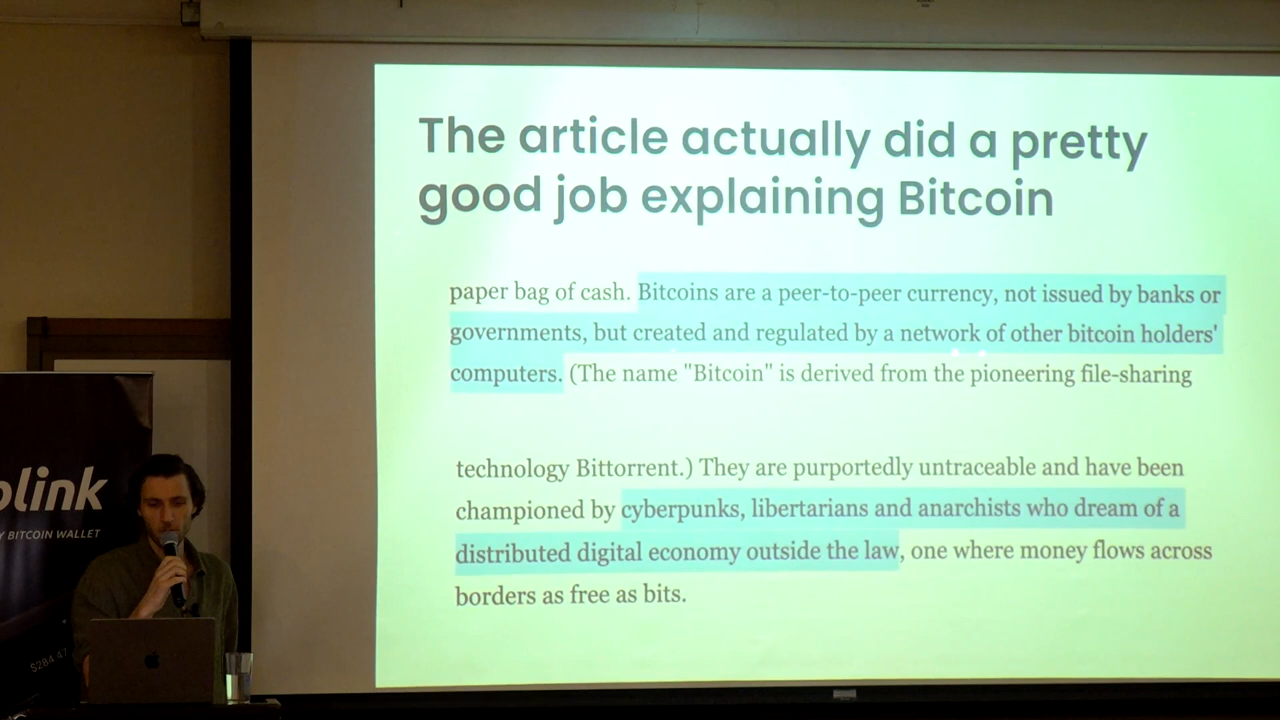 The article actually did a pretty
good job explaining Bitcoin
paper bag of cash. Bitcoins are a peer-to-peer currency, not issued by banks or
governments, but created and regulated by a network of other bitcoin holders'
computers. (The name "Bitcoin" is derived from the pioneering file-sharing
technology Bittorrent.) They are purportedly untraceable and have been
championed by cyberpunks, libertarians and anarchists who dream of a
distributed digital economy outside the law, one where money flows across
borders as free as bits.
olink
Y BITCOIN WALLET